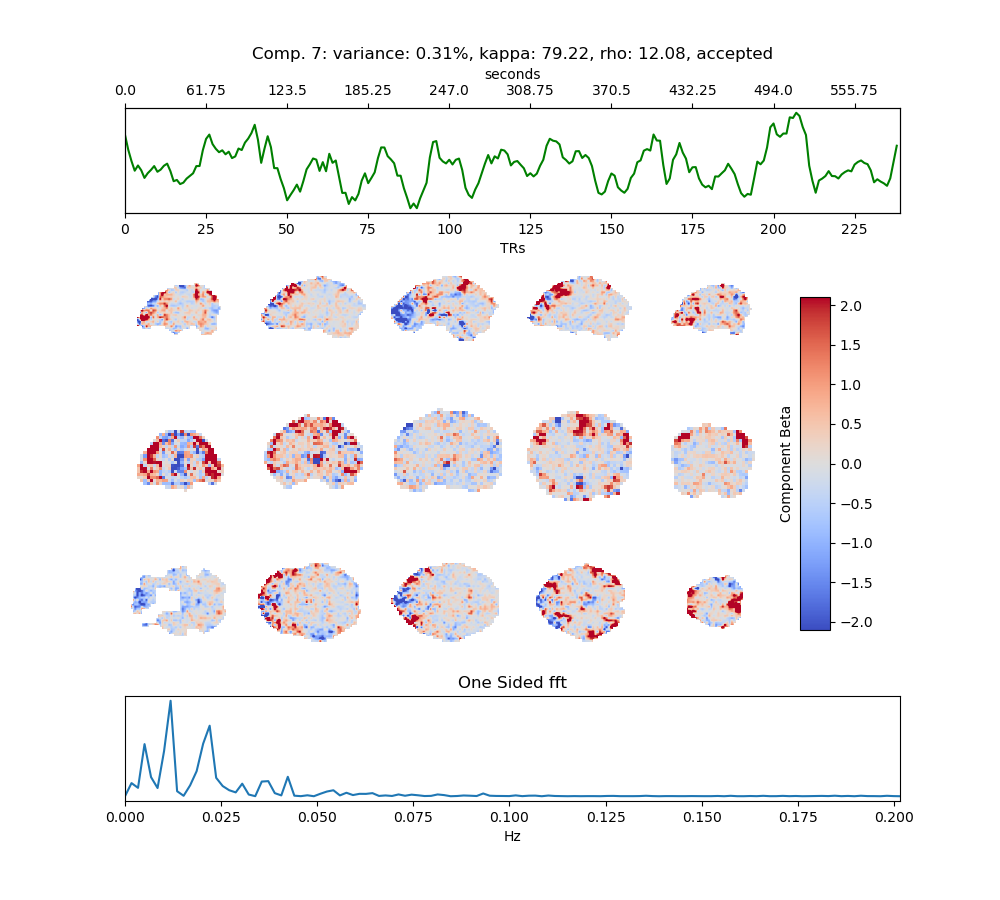 Comp. 7: variance: 0.31%, kappa: 79.22, rho: 12.08, accepted
seconds
0.0 61.75 123.5 185.25 247.0 308.75 370.5 432.25 494.0 555.75
0 25 50 75 100 125 150 175 200 225
TRs
2.0
1.5
1.0
0.5
0.0
−0.5
−1.0
−1.5
−2.0
Component Beta
One Sided fft
0.000 0.025 0.050 0.075 0.100 0.125 0.150 0.175 0.200
Hz